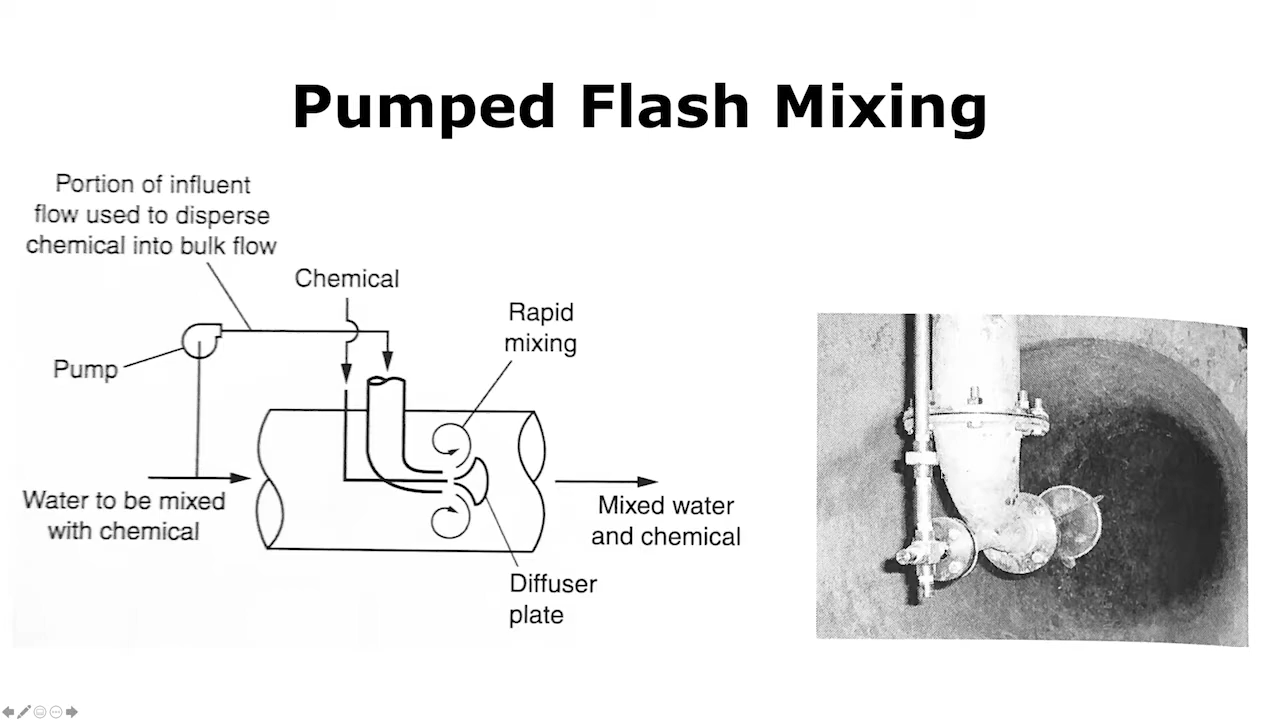 Pumped Flash Mixing
Portion of influent
flow used to disperse
chemical into bulk flow
Chemical
Rapid
mixing
Pump
Water to be mixed
with chemical
Mixed water
and chemical
Diffuser
plate